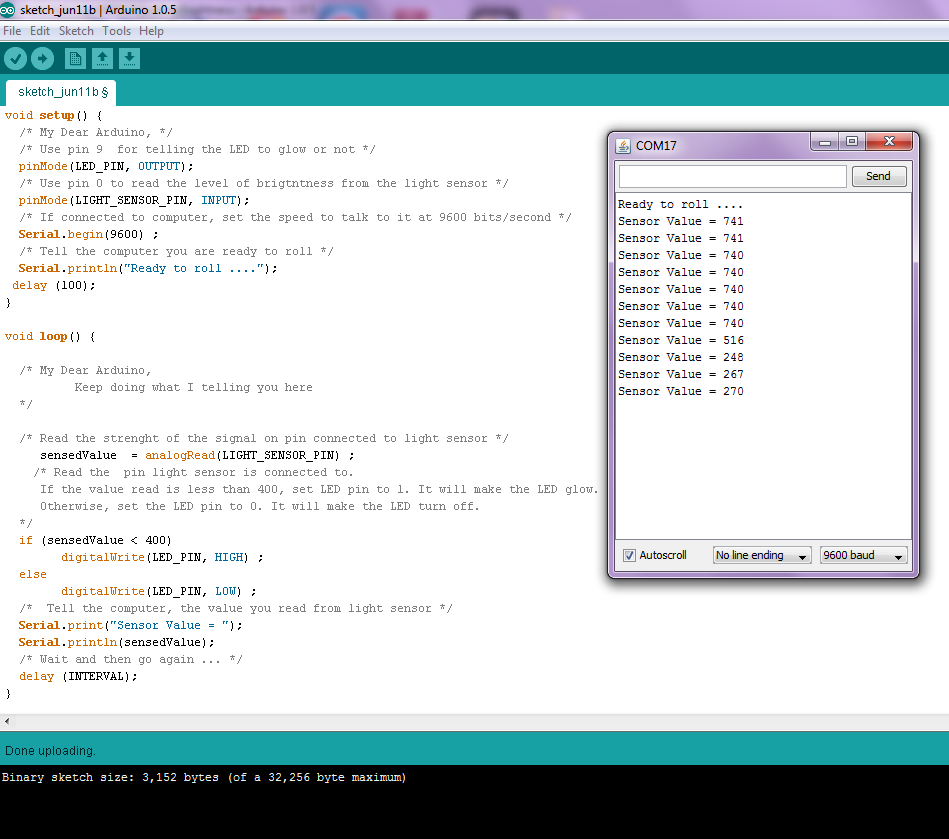 sketch_jun11b | Arduino 1.0.5
File Edit Sketch Tools Help
sketch_jun11b §
void setup() {
/* My Dear Arduino, */
/* Use pin 9  for telling the LED to glow or not */
pinMode(LED_PIN, OUTPUT);
/* Use pin 0 to read the level of brigtntness from the light sensor */
pinMode(LIGHT_SENSOR_PIN, INPUT);
/* If connected to computer, set the speed to talk to it at 9600 bits/second */
Serial.begin(9600) ;
/* Tell the computer you are ready to roll */
Serial.println("Ready to roll ....");
delay (100);
}
void loop() {
/* My Dear Arduino,
Keep doing what I telling you here
*/
/* Read the strenght of the signal on pin connected to light sensor */
sensedValue  = analogRead(LIGHT_SENSOR_PIN) ;
/* Read the  pin light sensor is connected to.
If the value read is less than 400, set LED pin to 1. It will make the LED glow.
Otherwise, set the LED pin to 0. It will make the LED turn off.
*/
if (sensedValue < 400)
digitalWrite(LED_PIN, HIGH) ;
else
digitalWrite(LED_PIN, LOW) ;
/*  Tell the computer, the value you read from light sensor */
Serial.print("Sensor Value = ");
Serial.println(sensedValue);
/* Wait and then go again ... */
delay (INTERVAL);
}
COM17
Send
Ready to roll ....
Sensor Value = 741
Sensor Value = 741
Sensor Value = 740
Sensor Value = 740
Sensor Value = 740
Sensor Value = 740
Sensor Value = 740
Sensor Value = 516
Sensor Value = 248
Sensor Value = 267
Sensor Value = 270
Autoscroll
No line ending
9600 baud
Done uploading.
Binary sketch size: 3,152 bytes (of a 32,256 byte maximum)